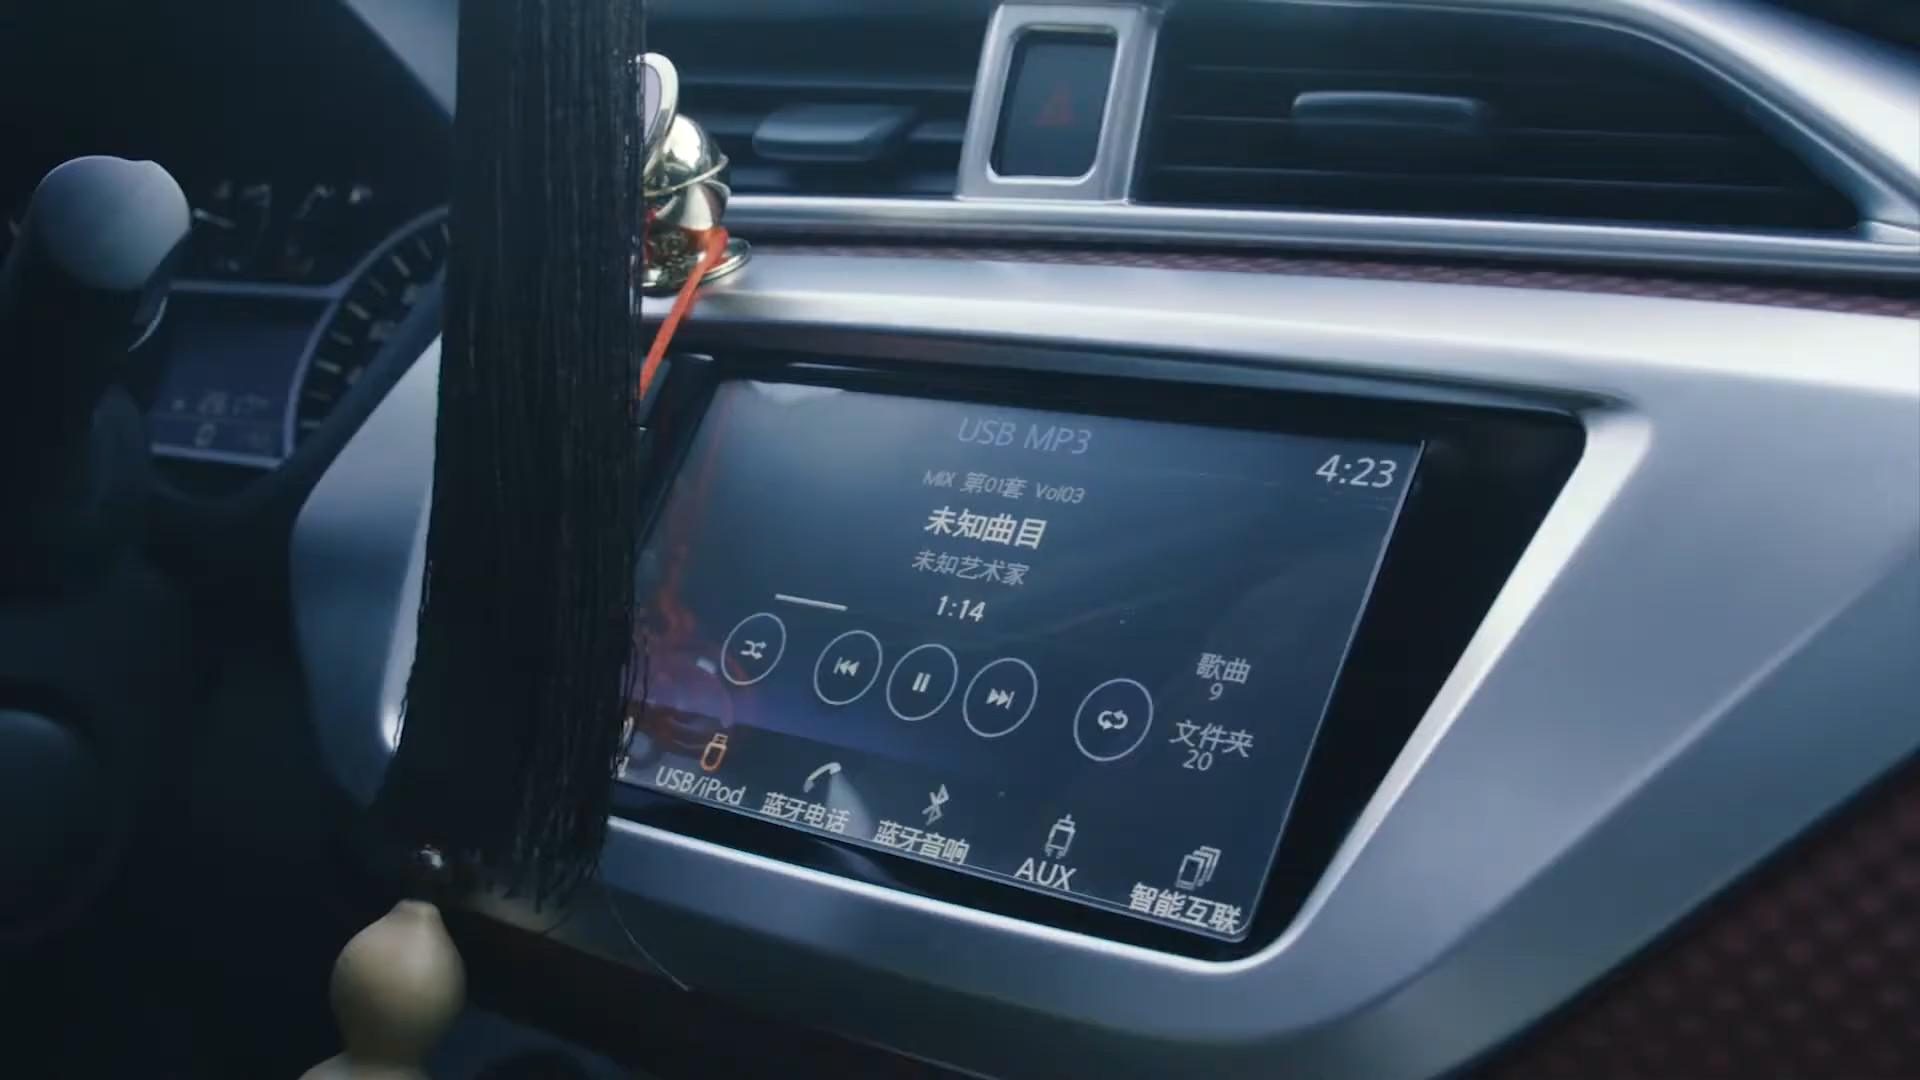 USB MP3
4:23
MIX 第01套 Vol03
未知曲目
未知艺术家
1:14
歌曲
9
文件夹
20
USB/iPod
蓝牙电话
蓝牙音响
AUX
智能互联